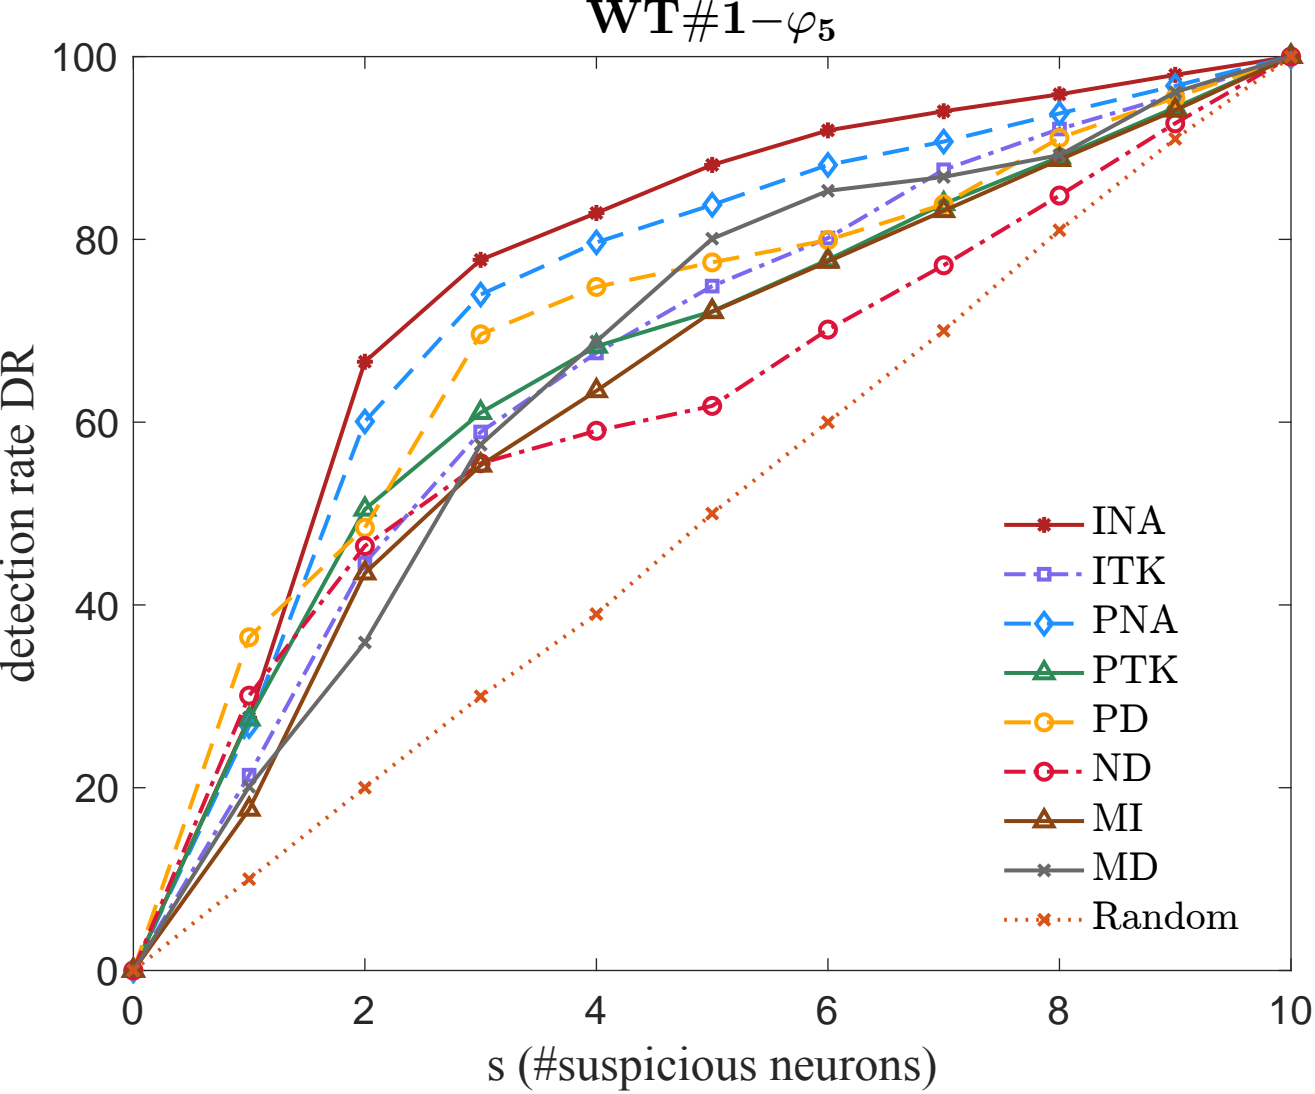 WT#1−φ₅
100
80
60
40
20
0
detection rate DR
INA
ITK
PNA
PTK
PD
ND
MI
MD
Random
0 2 4 6 8 10
s (#suspicious neurons)